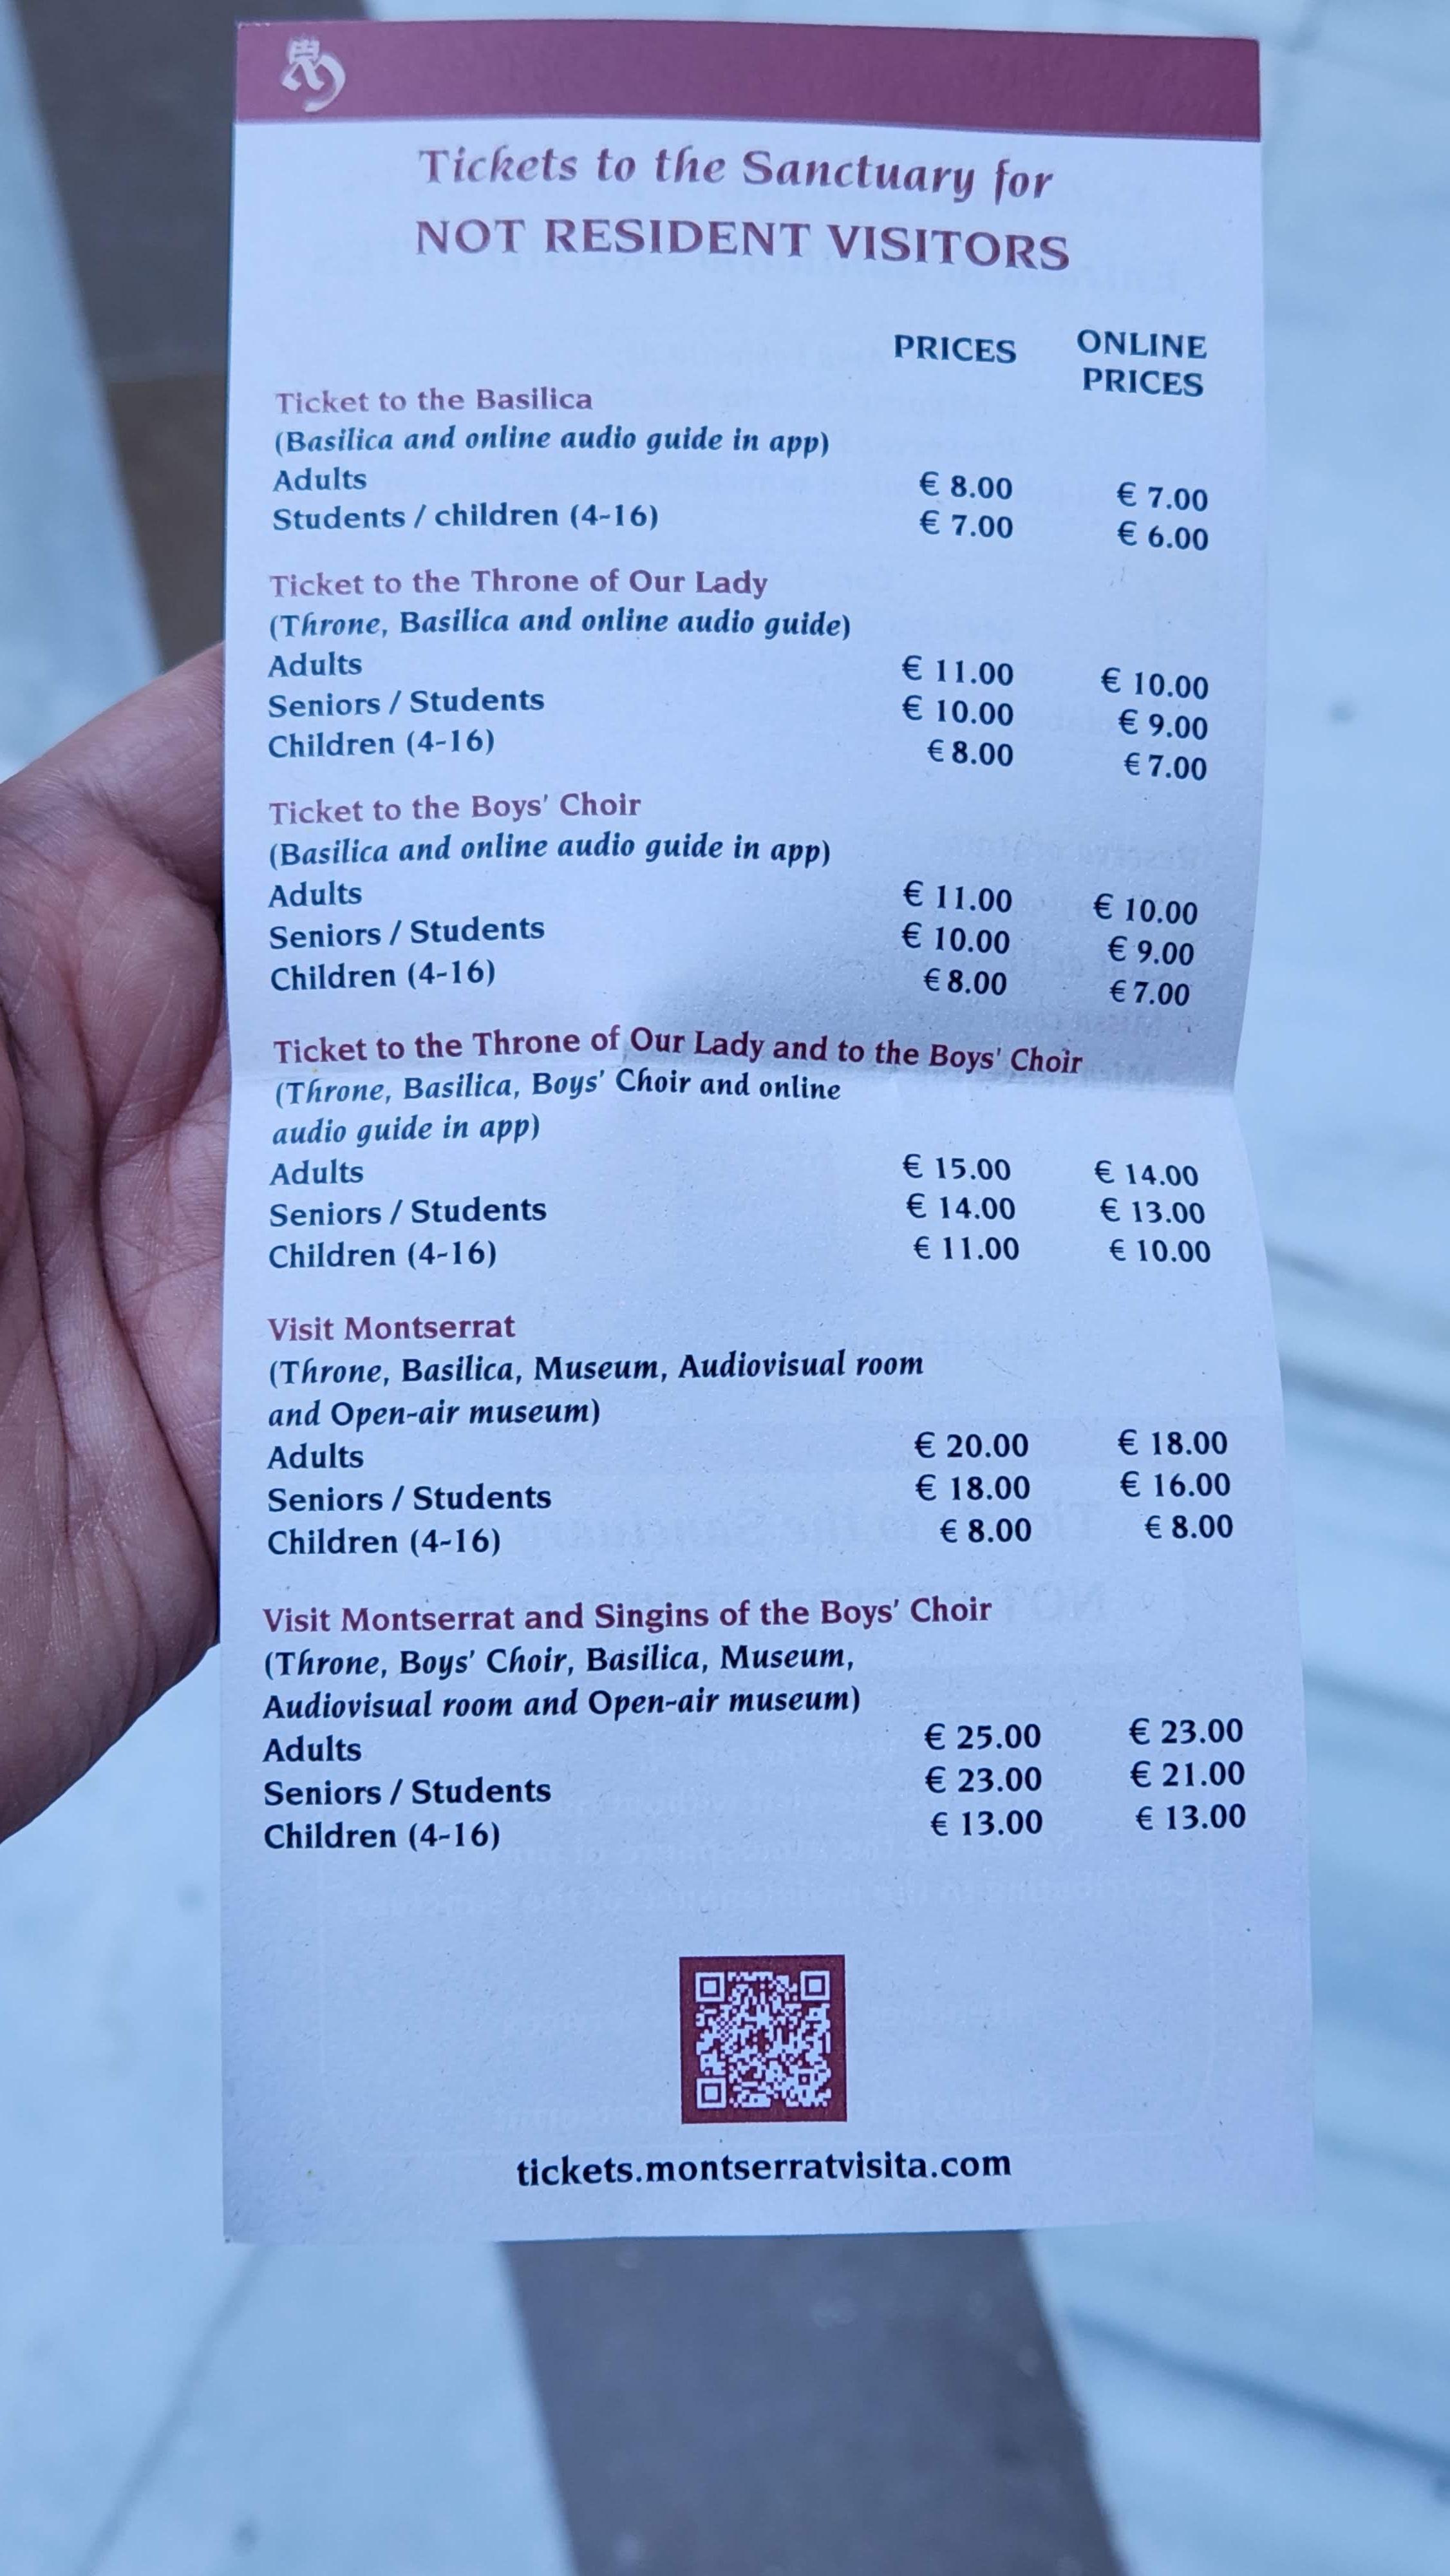 Tickets to the Sanctuary for
NOT RESIDENT VISITORS
PRICES
ONLINE
PRICES
Ticket to the Basilica
(Basilica and online audio guide in app)
Adults € 8.00 € 7.00
Students / children (4-16) € 7.00 € 6.00
Ticket to the Throne of Our Lady
(Throne, Basilica and online audio guide)
Adults € 11.00 € 10.00
Seniors / Students € 10.00 € 9.00
Children (4-16) € 8.00 € 7.00
Ticket to the Boys' Choir
(Basilica and online audio guide in app)
Adults € 11.00 € 10.00
Seniors / Students € 10.00 € 9.00
Children (4-16) € 8.00 € 7.00
Ticket to the Throne of Our Lady and to the Boys' Choir
(Throne, Basilica, Boys' Choir and online
audio guide in app)
Adults € 15.00 € 14.00
Seniors / Students € 14.00 € 13.00
Children (4-16) € 11.00 € 10.00
Visit Montserrat
(Throne, Basilica, Museum, Audiovisual room
and Open-air museum)
Adults € 20.00 € 18.00
Seniors / Students € 18.00 € 16.00
Children (4-16) € 8.00 € 8.00
Visit Montserrat and Singins of the Boys' Choir
(Throne, Boys' Choir, Basilica, Museum,
Audiovisual room and Open-air museum)
Adults € 25.00 € 23.00
Seniors / Students € 23.00 € 21.00
Children (4-16) € 13.00 € 13.00
tickets.montserratvisita.com